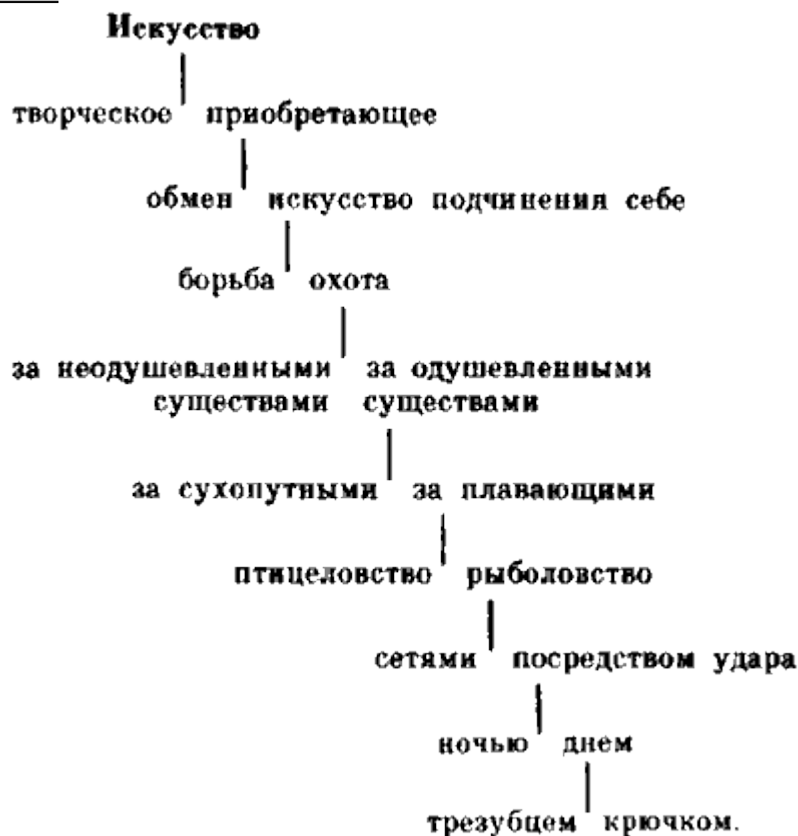 Искусство
творческое приобретающее
обмен искусство подчинения себе
борьба охота
за неодушевленными за одушевленными
существами существами
за сухопутными за плавающими
птицеловство рыболовство
сетями посредством удара
ночью днем
трезубцем крючком.